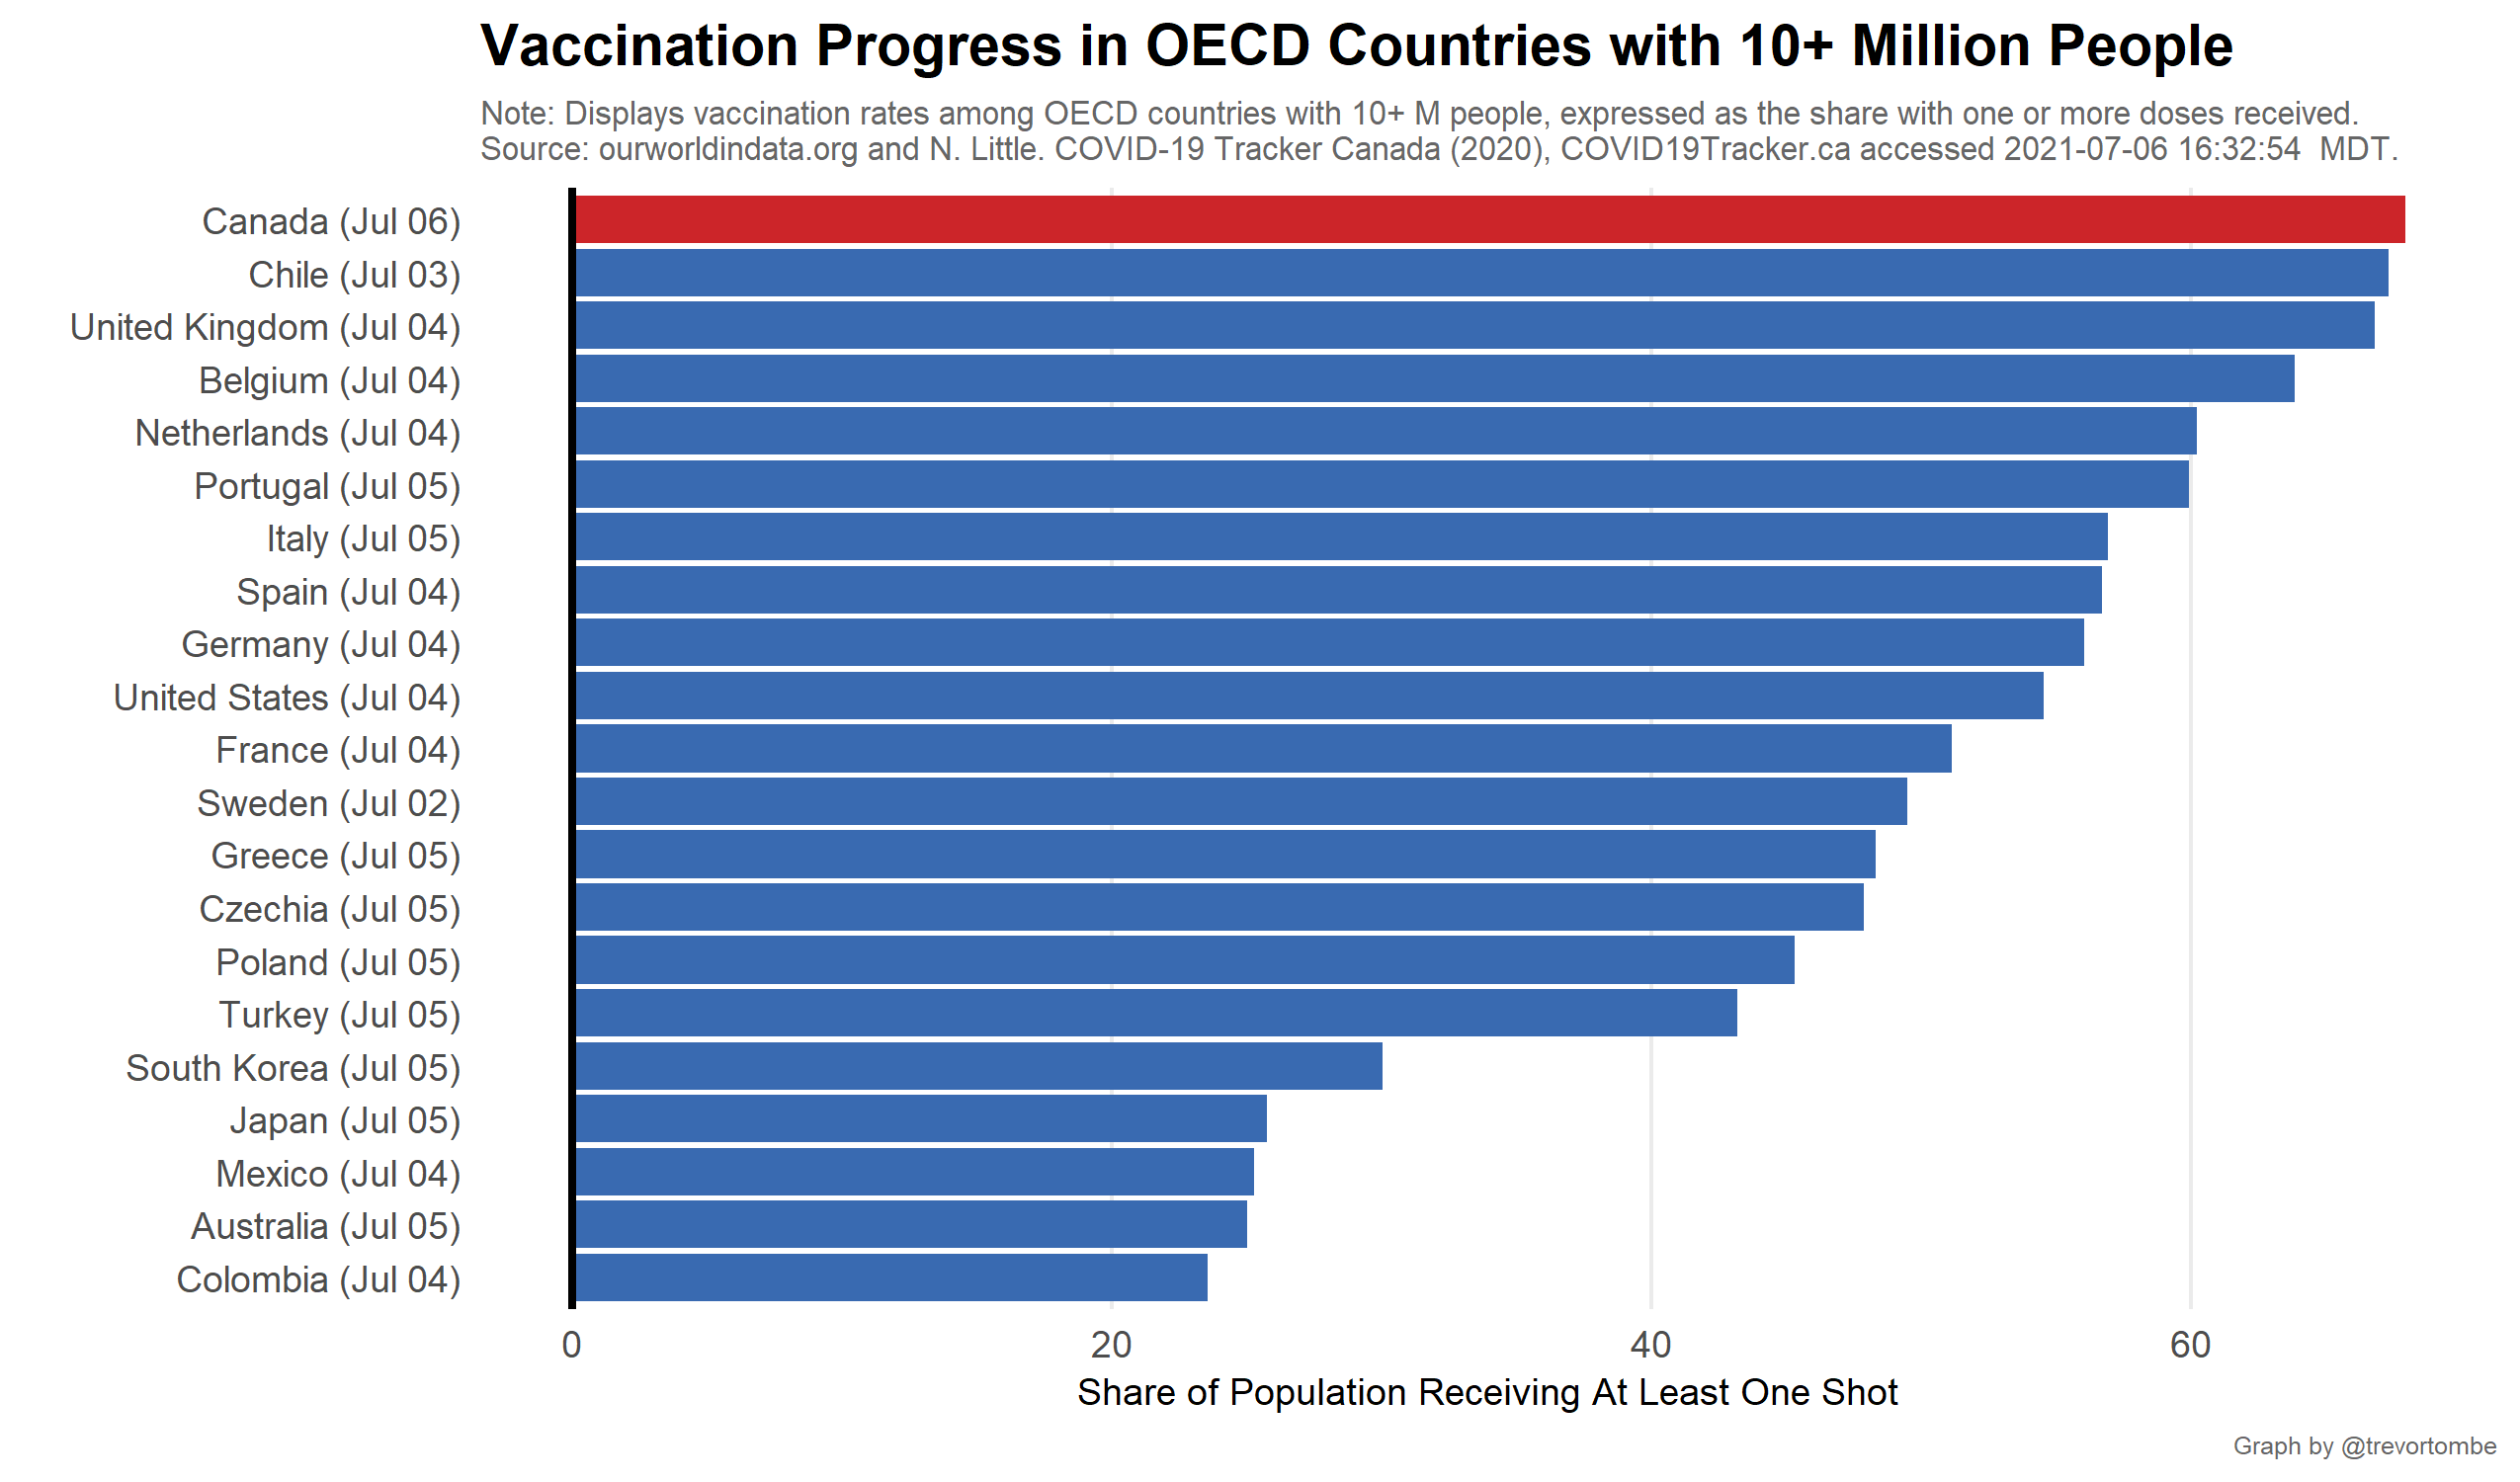 Vaccination Progress in OECD Countries with 10+ Million People
Note: Displays vaccination rates among OECD countries with 10+ M people, expressed as the share with one or more doses received.
Source: ourworldindata.org and N. Little. COVID-19 Tracker Canada (2020), COVID19Tracker.ca accessed 2021-07-06 16:32:54  MDT.
Canada (Jul 06)
Chile (Jul 03)
United Kingdom (Jul 04)
Belgium (Jul 04)
Netherlands (Jul 04)
Portugal (Jul 05)
Italy (Jul 05)
Spain (Jul 04)
Germany (Jul 04)
United States (Jul 04)
France (Jul 04)
Sweden (Jul 02)
Greece (Jul 05)
Czechia (Jul 05)
Poland (Jul 05)
Turkey (Jul 05)
South Korea (Jul 05)
Japan (Jul 05)
Mexico (Jul 04)
Australia (Jul 05)
Colombia (Jul 04)
0 20 40 60
Share of Population Receiving At Least One Shot
Graph by @trevortombe